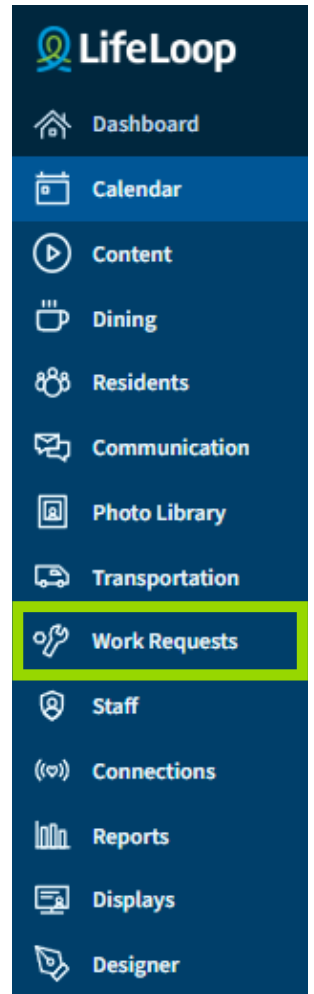 LifeLoop
Dashboard
Calendar
Content
Dining
Residents
Communication
Photo Library
Transportation
Work Requests
Staff
Connections
Reports
Displays
Designer